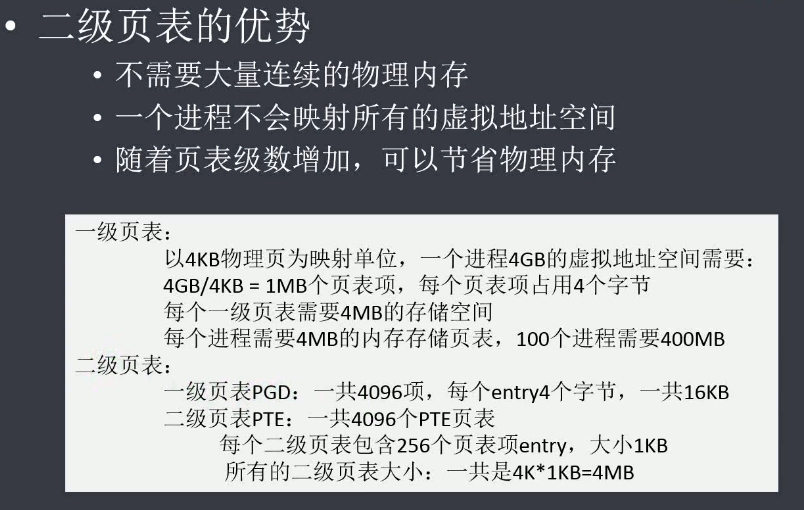 • 二级页表的优势
• 不需要大量连续的物理内存
• 一个进程不会映射所有的虚拟地址空间
• 随着页表级数增加，可以节省物理内存
一级页表：
以4KB物理页为映射单位，一个进程4GB的虚拟地址空间需要：
4GB/4KB = 1MB个页表项，每个页表项占用4个字节
每个一级页表需要4MB的存储空间
每个进程需要4MB的内存存储页表，100个进程需要400MB
二级页表：
一级页表PGD：一共4096项，每个entry4个字节，一共16KB
二级页表PTE：一共4096个PTE页表
每个二级页表包含256个页表项entry，大小1KB
所有的二级页表大小：一共是4K*1KB=4MB